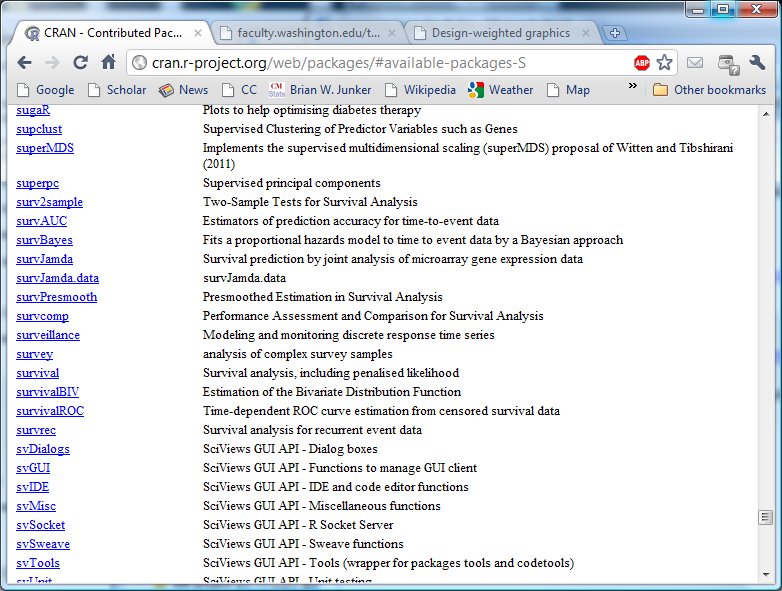 CRAN - Contributed Pac...
faculty.washington.edu/t...
Design-weighted graphics
cran.r-project.org/web/packages/#available-packages-S
ABP
Google Scholar News CC CM Stats Brian W. Junker Wikipedia Weather Map » Other bookmarks
sugaR Plots to help optimising diabetes therapy
supclust Supervised Clustering of Predictor Variables such as Genes
superMDS Implements the supervised multidimensional scaling (superMDS) proposal of Witten and Tibshirani
(2011)
superpc Supervised principal components
surv2sample Two-Sample Tests for Survival Analysis
survAUC Estimators of prediction accuracy for time-to-event data
survBayes Fits a proportional hazards model to time to event data by a Bayesian approach
survJamda Survival prediction by joint analysis of microarray gene expression data
survJamda.data survJamda.data
survPresmooth Presmoothed Estimation in Survival Analysis
survcomp Performance Assessment and Comparison for Survival Analysis
surveillance Modeling and monitoring discrete response time series
survey analysis of complex survey samples
survival Survival analysis, including penalised likelihood
survivalBIV Estimation of the Bivariate Distribution Function
survivalROC Time-dependent ROC curve estimation from censored survival data
survrec Survival analysis for recurrent event data
svDialogs SciViews GUI API - Dialog boxes
svGUI SciViews GUI API - Functions to manage GUI client
svIDE SciViews GUI API - IDE and code editor functions
svMisc SciViews GUI API - Miscellaneous functions
svSocket SciViews GUI API - R Socket Server
svSweave SciViews GUI API - Sweave functions
svTools SciViews GUI API - Tools (wrapper for packages tools and codetools)
svUnit SciViews GUI API - Unit testing